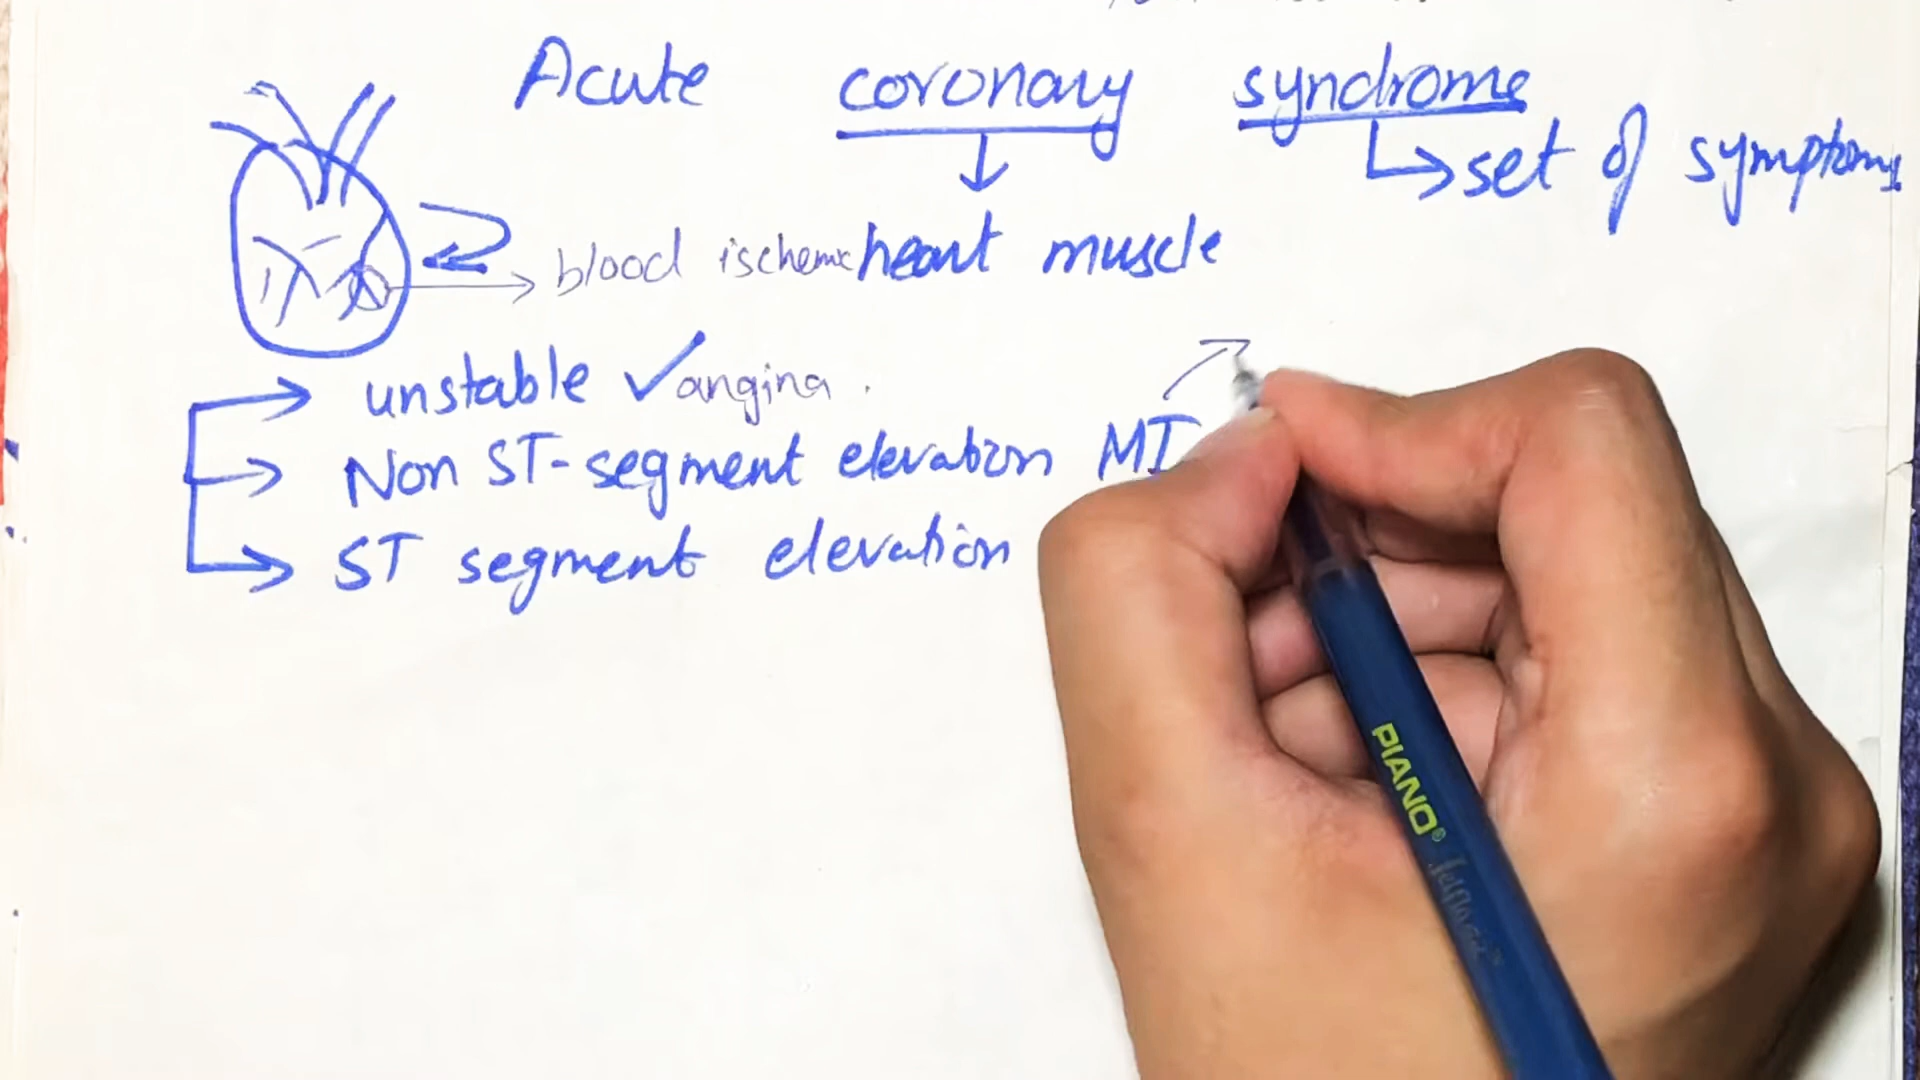 Acute coronary syndrome
set of symptoms
blood ischemic heart muscle
unstable angina.
Non ST-segment elevation MI
ST segment elevation
PIANO®